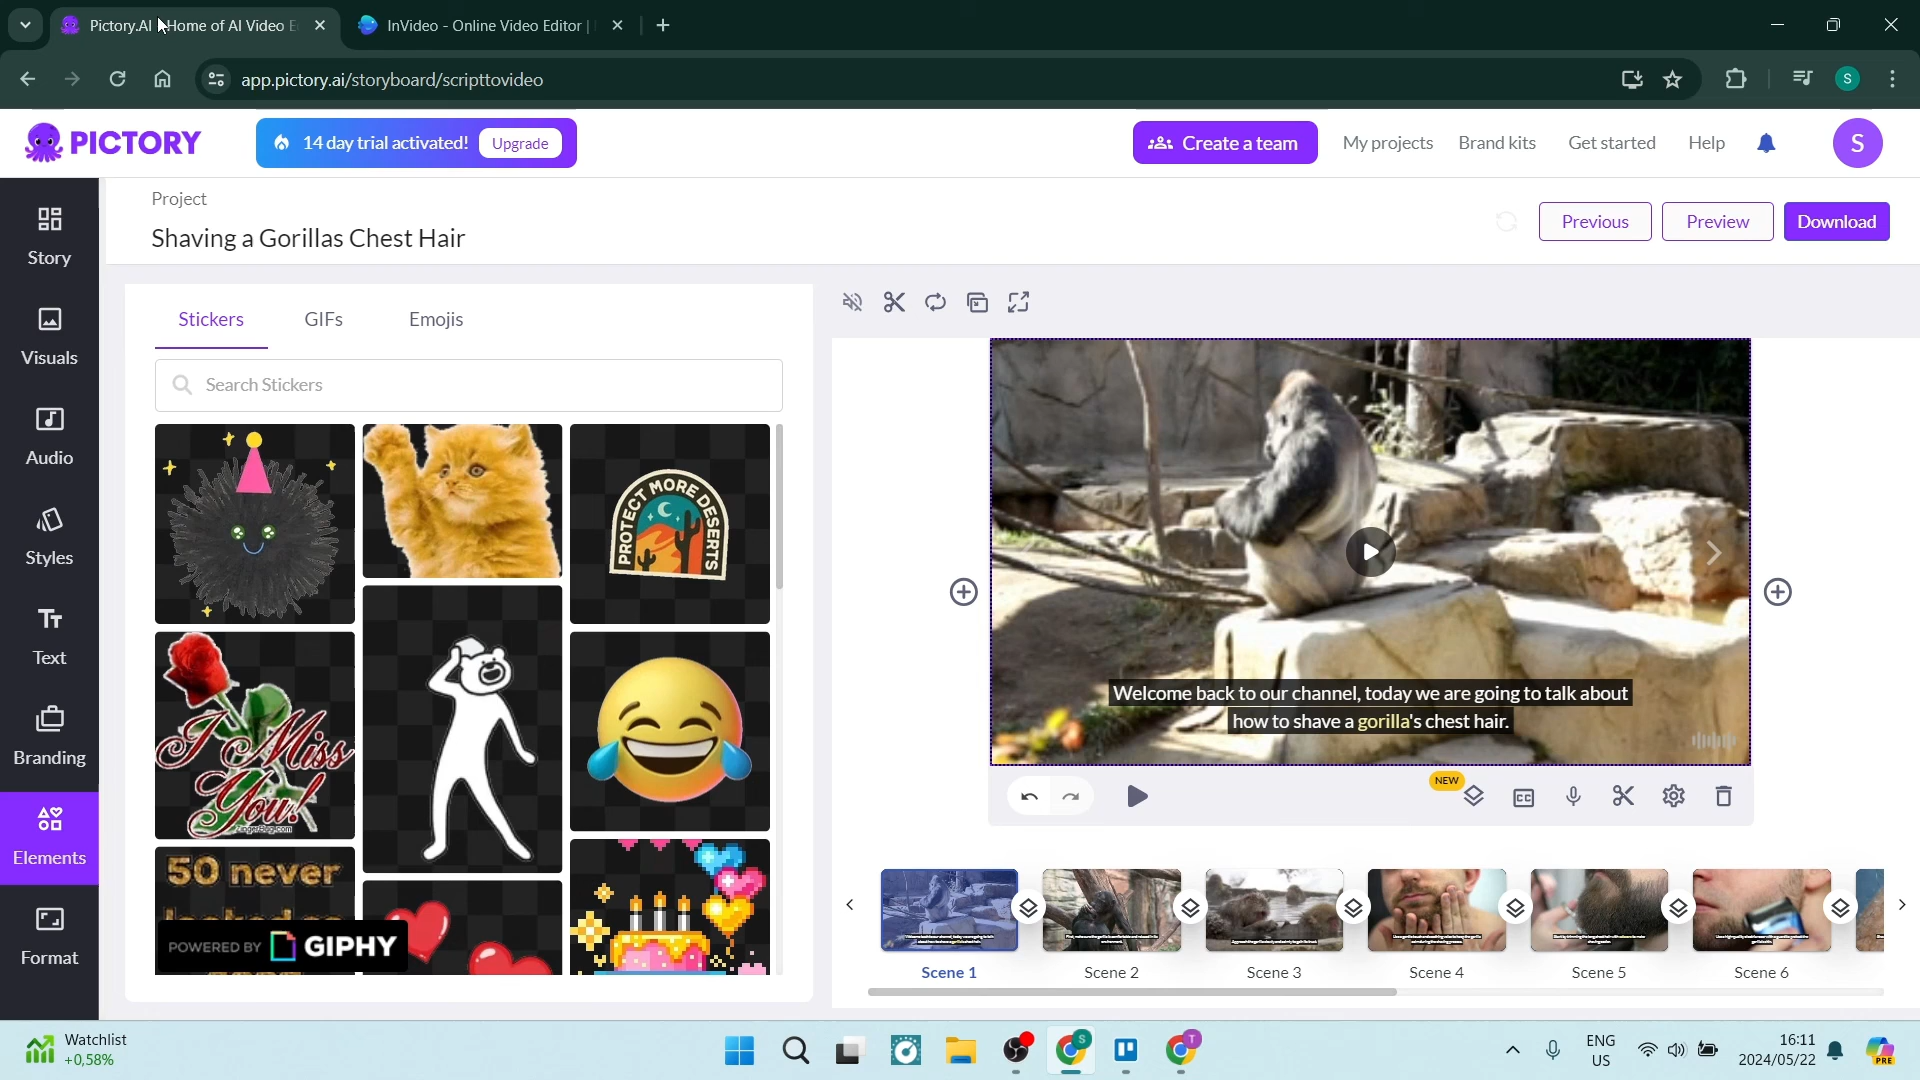 Pictory.AI - Home of AI Video E
InVideo - Online Video Editor |
app.pictory.ai/storyboard/scripttovideo
S
PICTORY
14 day trial activated!
Upgrade
Create a team
My projects
Brand kits
Get started
Help
S
Project
Shaving a Gorillas Chest Hair
Previous
Preview
Download
Story
Visuals
Audio
Styles
Text
Branding
Elements
Format
Stickers
GIFs
Emojis
Search Stickers
PROTECT MORE DESERTS
I Miss
You!
50 never
POWERED BY GIPHY
Welcome back to our channel, today we are going to talk about
how to shave a gorilla's chest hair.
NEW
CC
Scene 1
Scene 2
Scene 3
Scene 4
Scene 5
Scene 6
Watchlist
+0,58%
S
T
ENG
US
16:11
2024/05/22
PRE